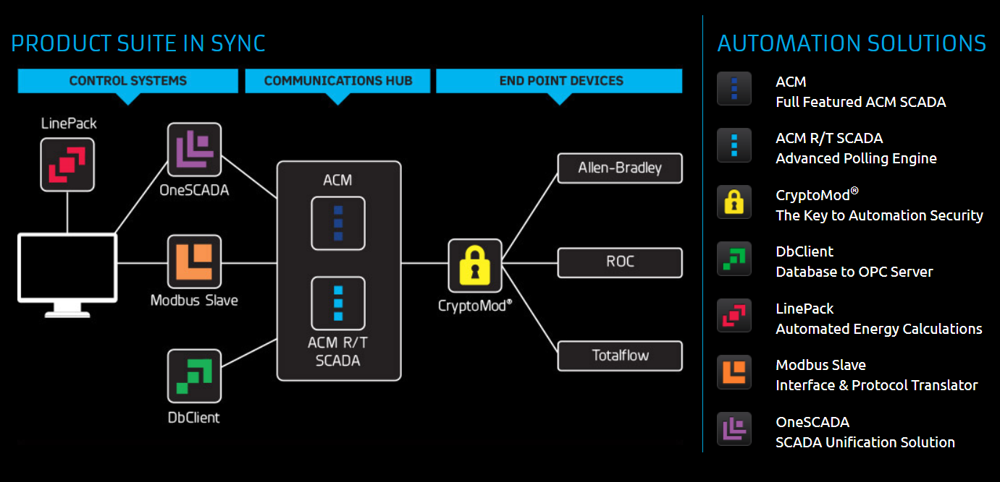 PRODUCT SUITE IN SYNC
CONTROL SYSTEMS
COMMUNICATIONS HUB
END POINT DEVICES
LinePack
OneSCADA
Modbus Slave
DbClient
ACM
ACM R/T
SCADA
CryptoMod®
Allen-Bradley
ROC
Totalflow
AUTOMATION SOLUTIONS
ACM
Full Featured ACM SCADA
ACM R/T SCADA
Advanced Polling Engine
CryptoMod®
The Key to Automation Security
DbClient
Database to OPC Server
LinePack
Automated Energy Calculations
Modbus Slave
Interface & Protocol Translator
OneSCADA
SCADA Unification Solution